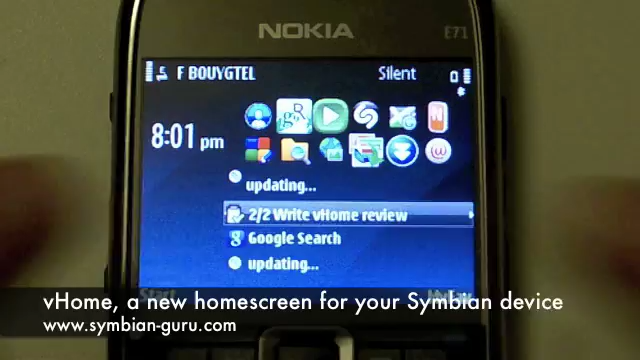 NOKIA
E71
F BOUYGTEL
Silent
8:01 pm
updating...
2/2 Write vHome review
Google Search
updating...
Start
vHome, a new homescreen for your Symbian device
www.symbian-guru.com